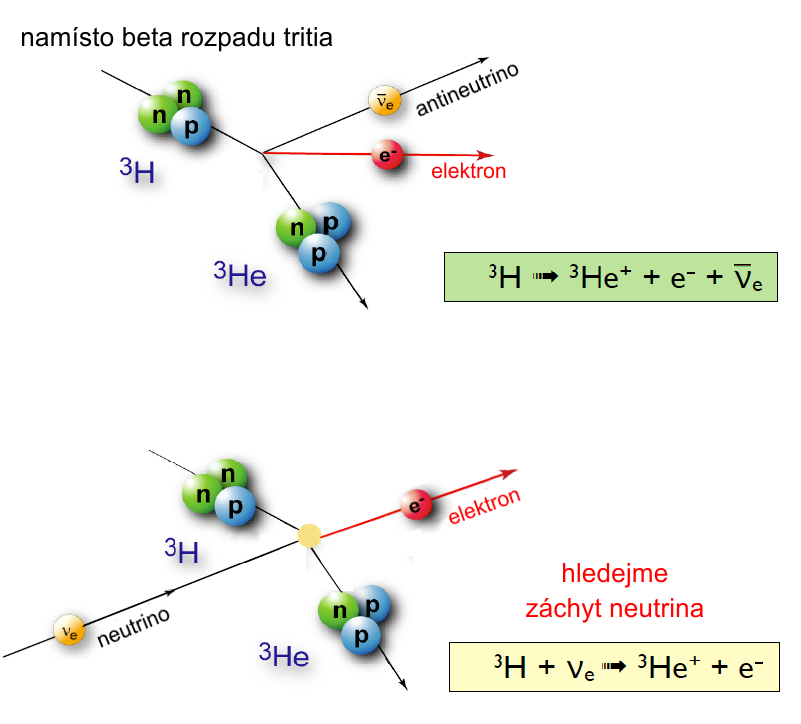 namísto beta rozpadu tritia
n
n
p
ν̅e
antineutrino
e-
elektron
³H
n
p
p
³He
³H ➠ ³He⁺ + e⁻ + ν̅e
n
n
p
e-
elektron
³H
νe
neutrino
n
p
p
³He
hledejme
záchyt neutrina
³H + νe ➠ ³He⁺ + e⁻